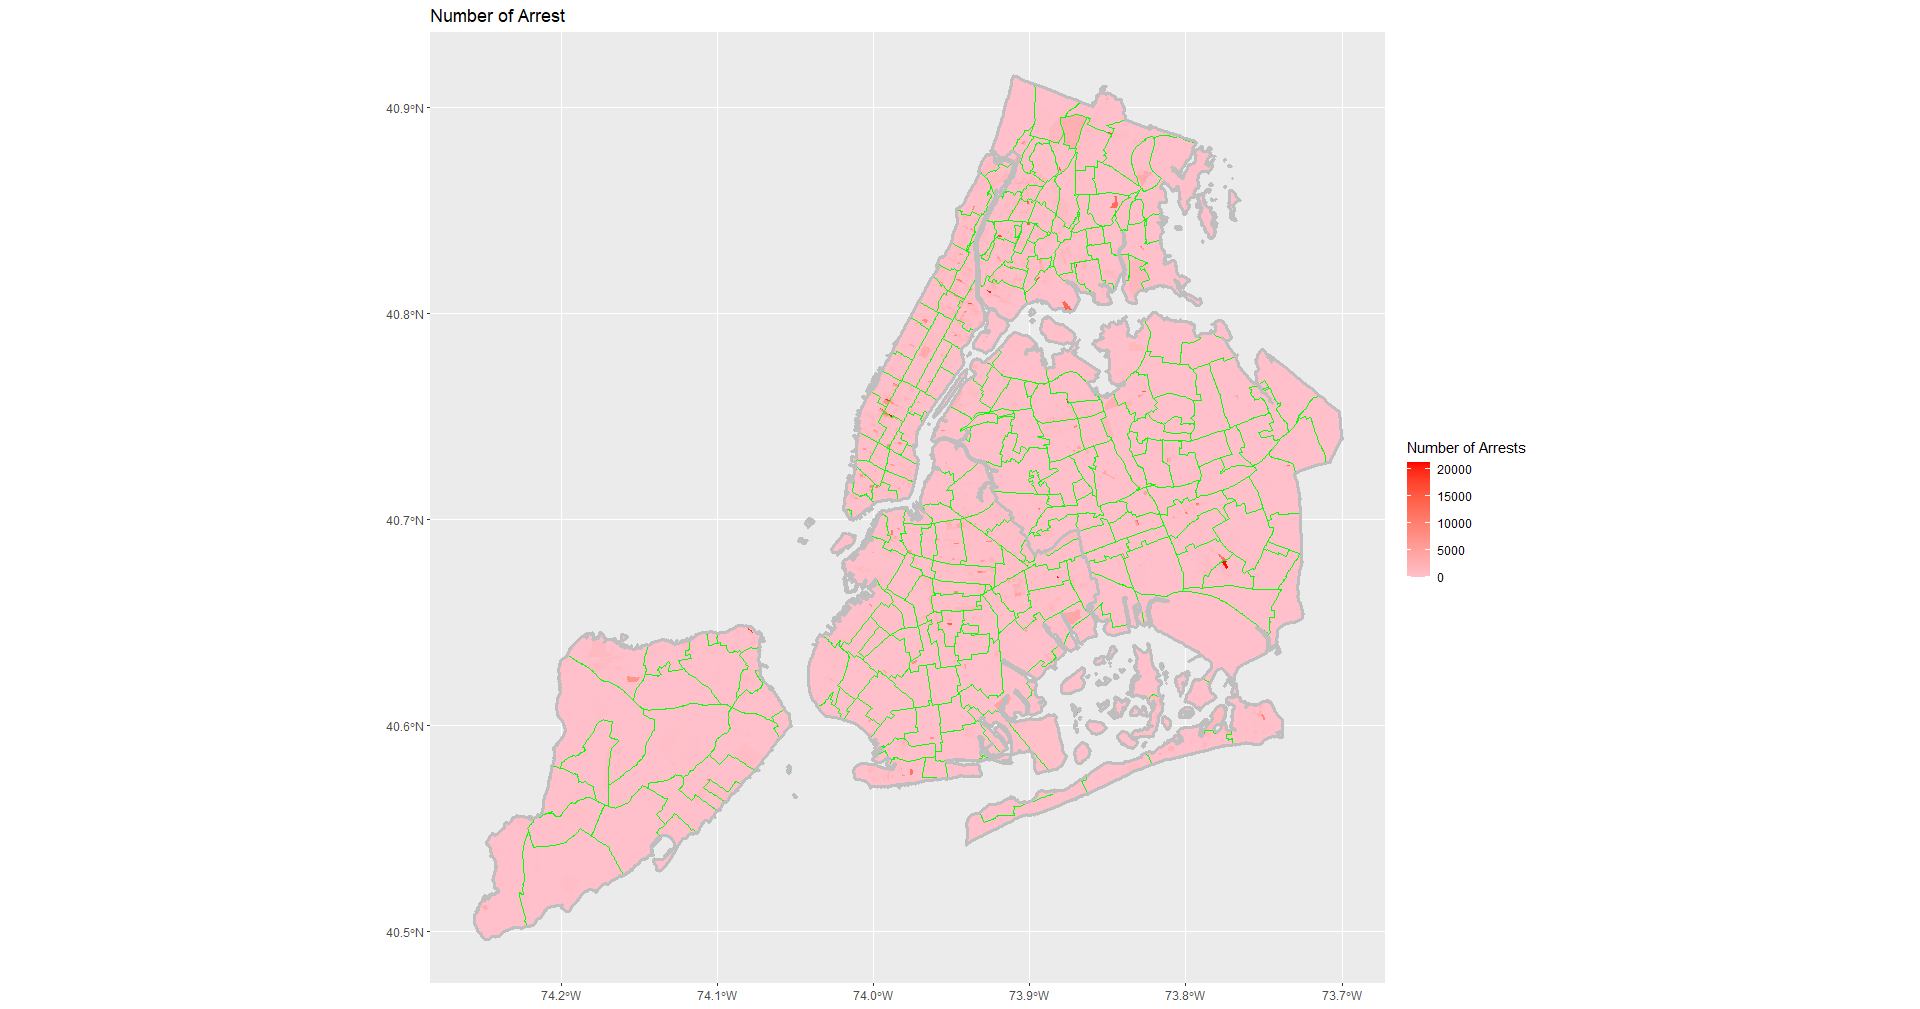 Number of Arrest
40.9°N
40.8°N
40.7°N
40.6°N
40.5°N
74.2°W
74.1°W
74.0°W
73.9°W
73.8°W
73.7°W
Number of Arrests
20000
15000
10000
5000
0